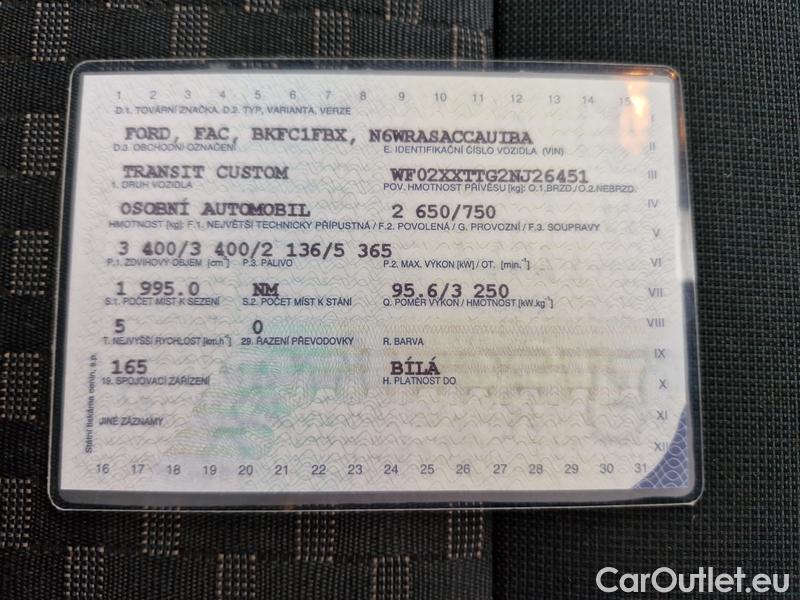 1 2 3 4 5 6 7 8 9 10 11 12 13 14 15
D.1. TOVÁRNÍ ZNAČKA, D.2. TYP, VARIANTA, VERZE I
FORD, FAC, BKFC1FBX, N6WRASACCAUIBA
D.3. OBCHODNÍ OZNAČENÍ E. IDENTIFIKAČNÍ ČÍSLO VOZIDLA (VIN) II
TRANSIT CUSTOM WF02XXTTG2NJ26451 III
1. DRUH VOZIDLA POV. HMOTNOST PŘÍVĚSU [kg]: O.1.BRZD./O.2.NEBRZD.
OSOBNÍ AUTOMOBIL 2 650/750 IV
HMOTNOST [kg]: F.1. NEJVĚTŠÍ TECHNICKY PŘÍPUSTNÁ / F.2. POVOLENÁ / G. PROVOZNÍ / F.3. SOUPRAVY V
3 400/3 400/2 136/5 365
P.1. ZDVIHOVÝ OBJEM [cm³] P.3. PALIVO P.2. MAX. VÝKON [kW] / OT. [min.⁻¹] VI
1 995.0 NM 95.6/3 250 VII
S.1. POČET MÍST K SEZENÍ S.2. POČET MÍST K STÁNÍ Q. POMĚR VÝKON / HMOTNOST [kW.kg⁻¹]
5 0 VIII
T. NEJVYŠŠÍ RYCHLOST [km.h⁻¹] 29. ŘAZENÍ PŘEVODOVKY R. BARVA IX
165 BÍLÁ
19. SPOJOVACÍ ZAŘÍZENÍ H. PLATNOST DO X
JINÉ ZÁZNAMY XI
XII
Státní tiskárna cenin, s.p.
16 17 18 19 20 21 22 23 24 25 26 27 28 29 30 31
CarOutlet.eu